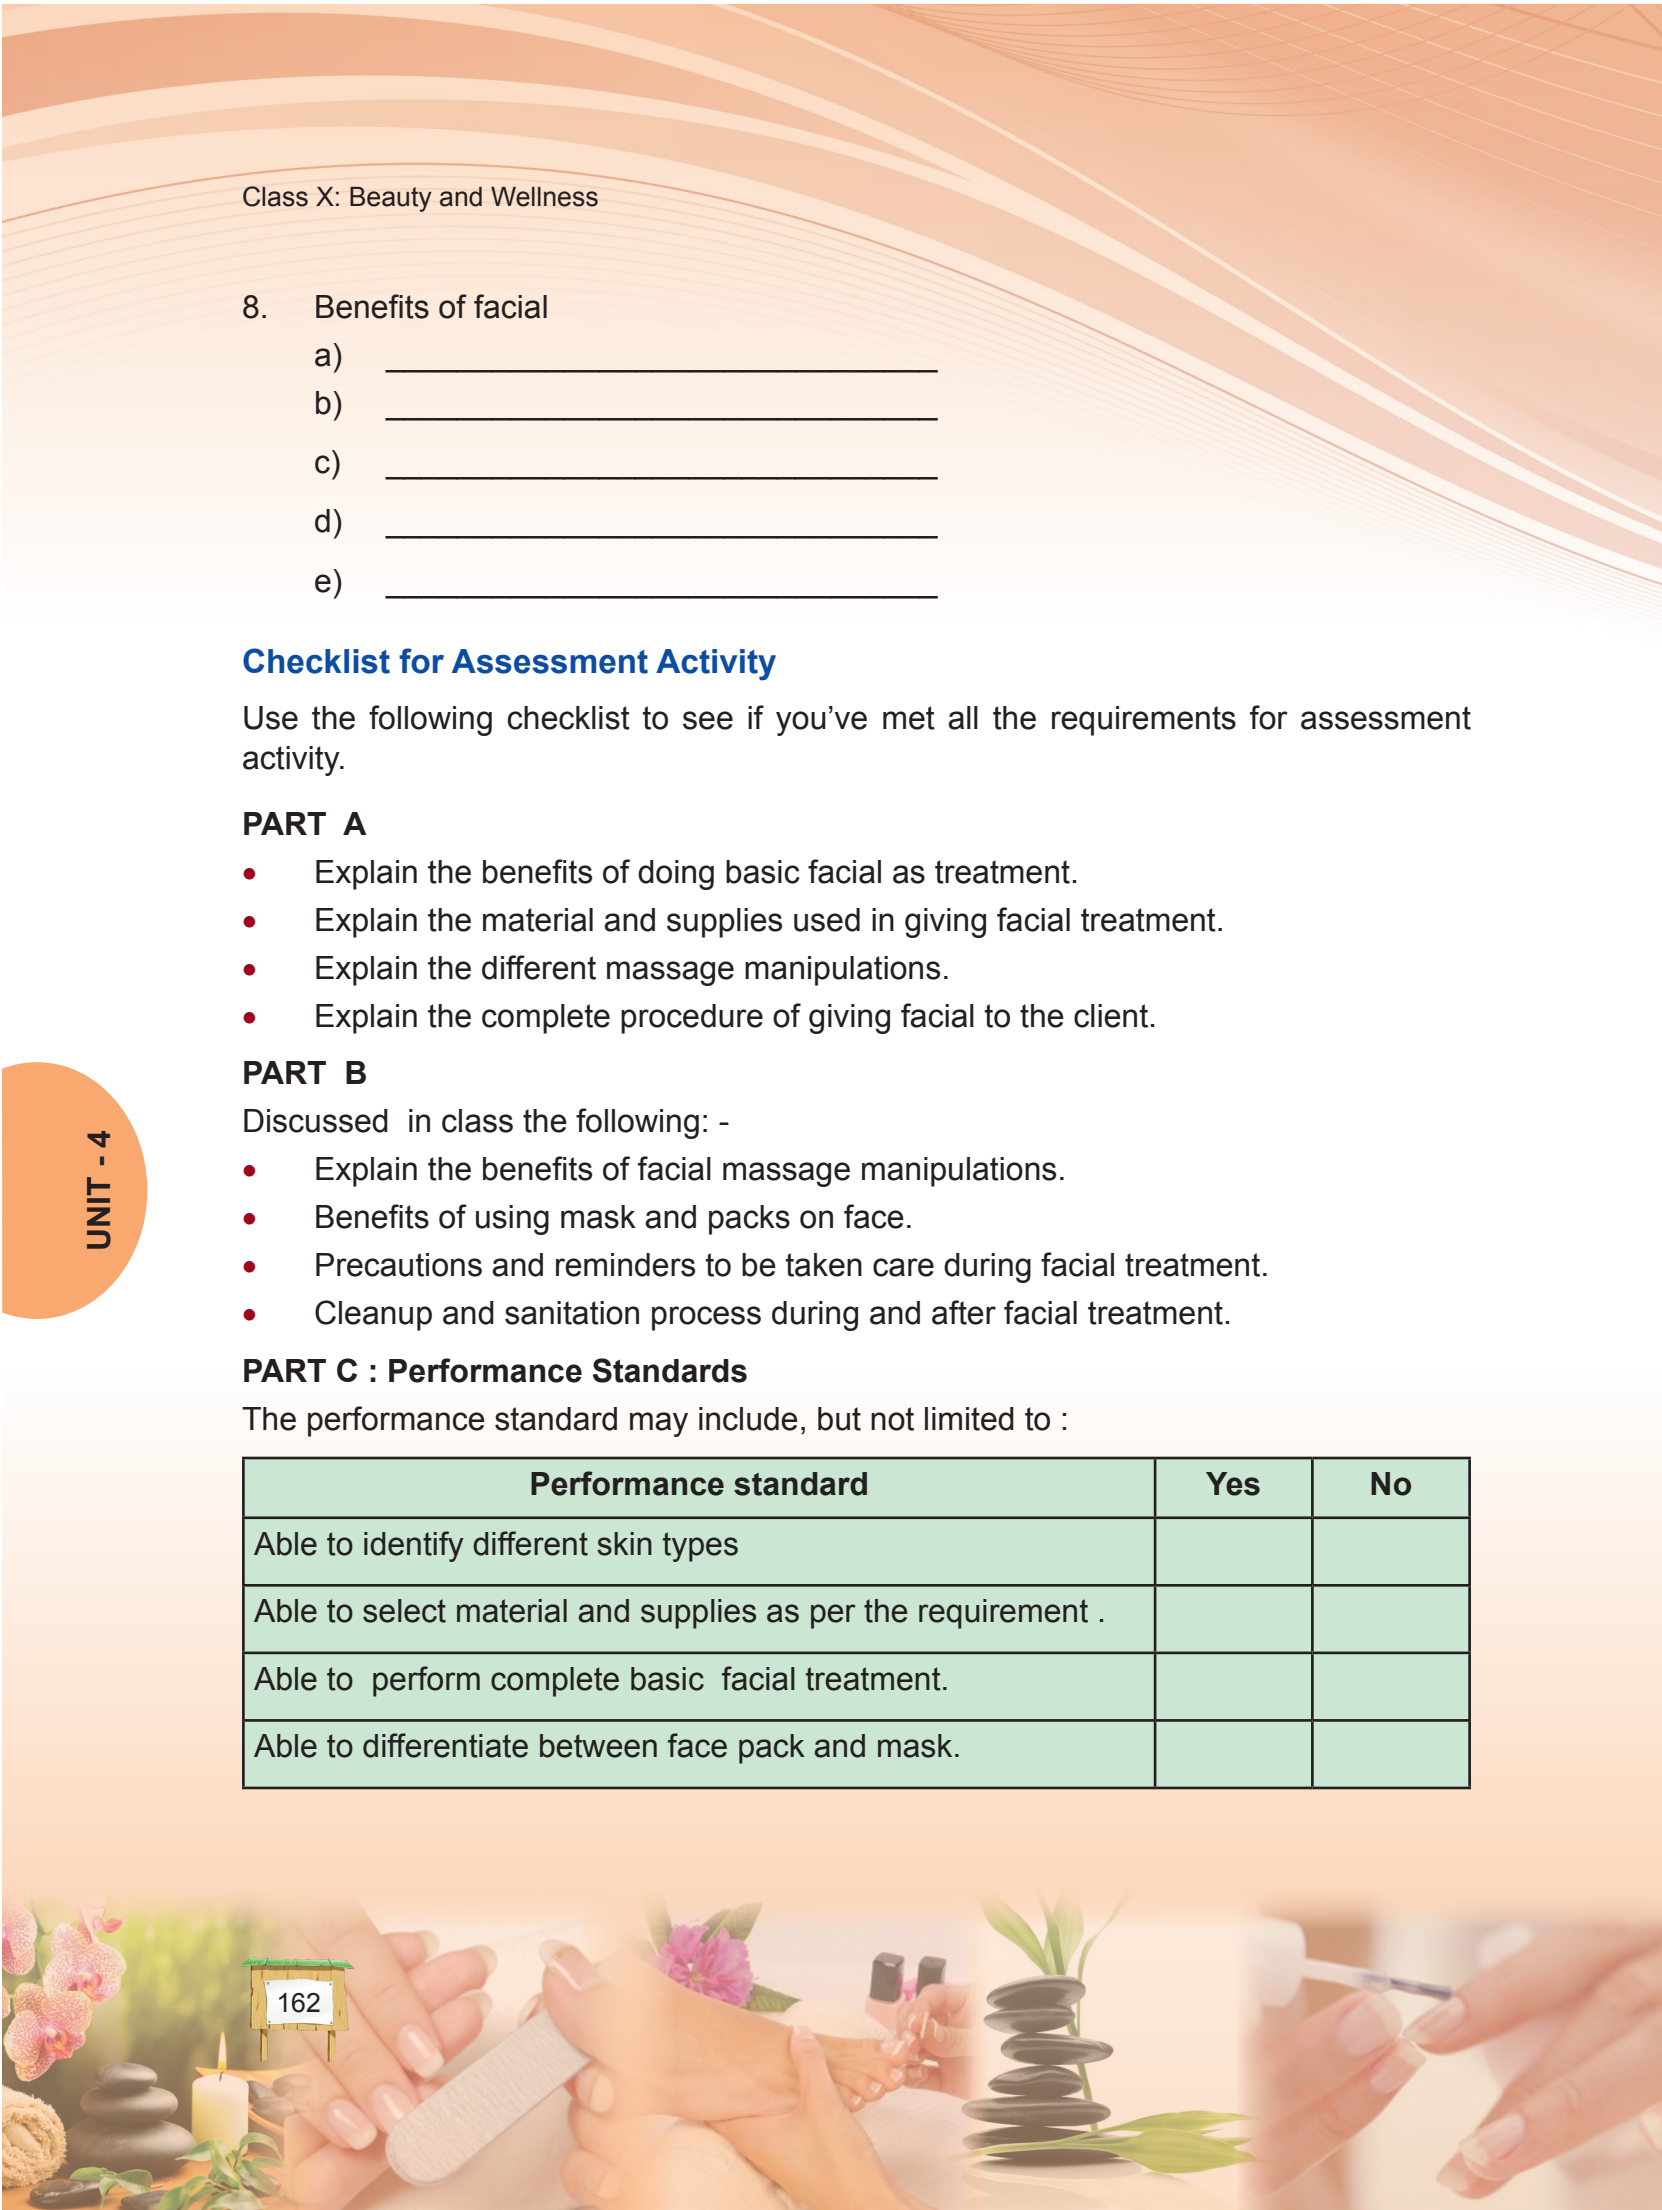 Class X: Beauty and Wellness
8. Benefits of facial
a) _______________________________
b) _______________________________
c) _______________________________
d) _______________________________
e) _______________________________
Checklist for Assessment Activity
Use the following checklist to see if you’ve met all the requirements for assessment
activity.
PART A
• Explain the benefits of doing basic facial as treatment.
• Explain the material and supplies used in giving facial treatment.
• Explain the different massage manipulations.
• Explain the complete procedure of giving facial to the client.
PART B
Discussed in class the following: -
• Explain the benefits of facial massage manipulations.
• Benefits of using mask and packs on face.
• Precautions and reminders to be taken care during facial treatment.
• Cleanup and sanitation process during and after facial treatment.
UNIT - 4
PART C : Performance Standards
The performance standard may include, but not limited to :
Performance standard Yes No
Able to identify different skin types
Able to select material and supplies as per the requirement .
Able to perform complete basic facial treatment.
Able to differentiate between face pack and mask.
162